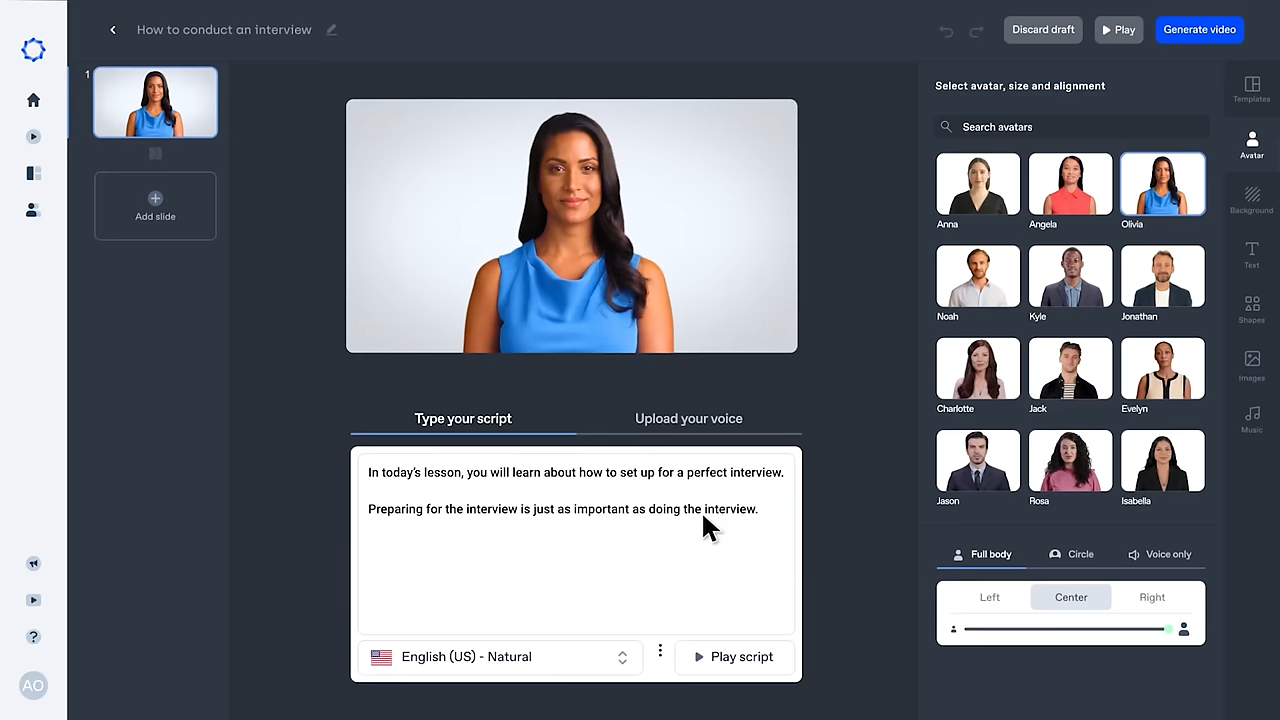 How to conduct an interview
Discard draft
Play
Generate video
1
Add slide
Type your script
Upload your voice
In today's lesson, you will learn about how to set up for a perfect interview.
Preparing for the interview is just as important as doing the interview.
English (US) - Natural
Play script
Select avatar, size and alignment
Search avatars
Anna
Angela
Olivia
Noah
Kyle
Jonathan
Charlotte
Jack
Evelyn
Jason
Rosa
Isabella
Full body
Circle
Voice only
Left
Center
Right
Templates
Avatar
Background
Text
Shapes
Images
Music
?
AO